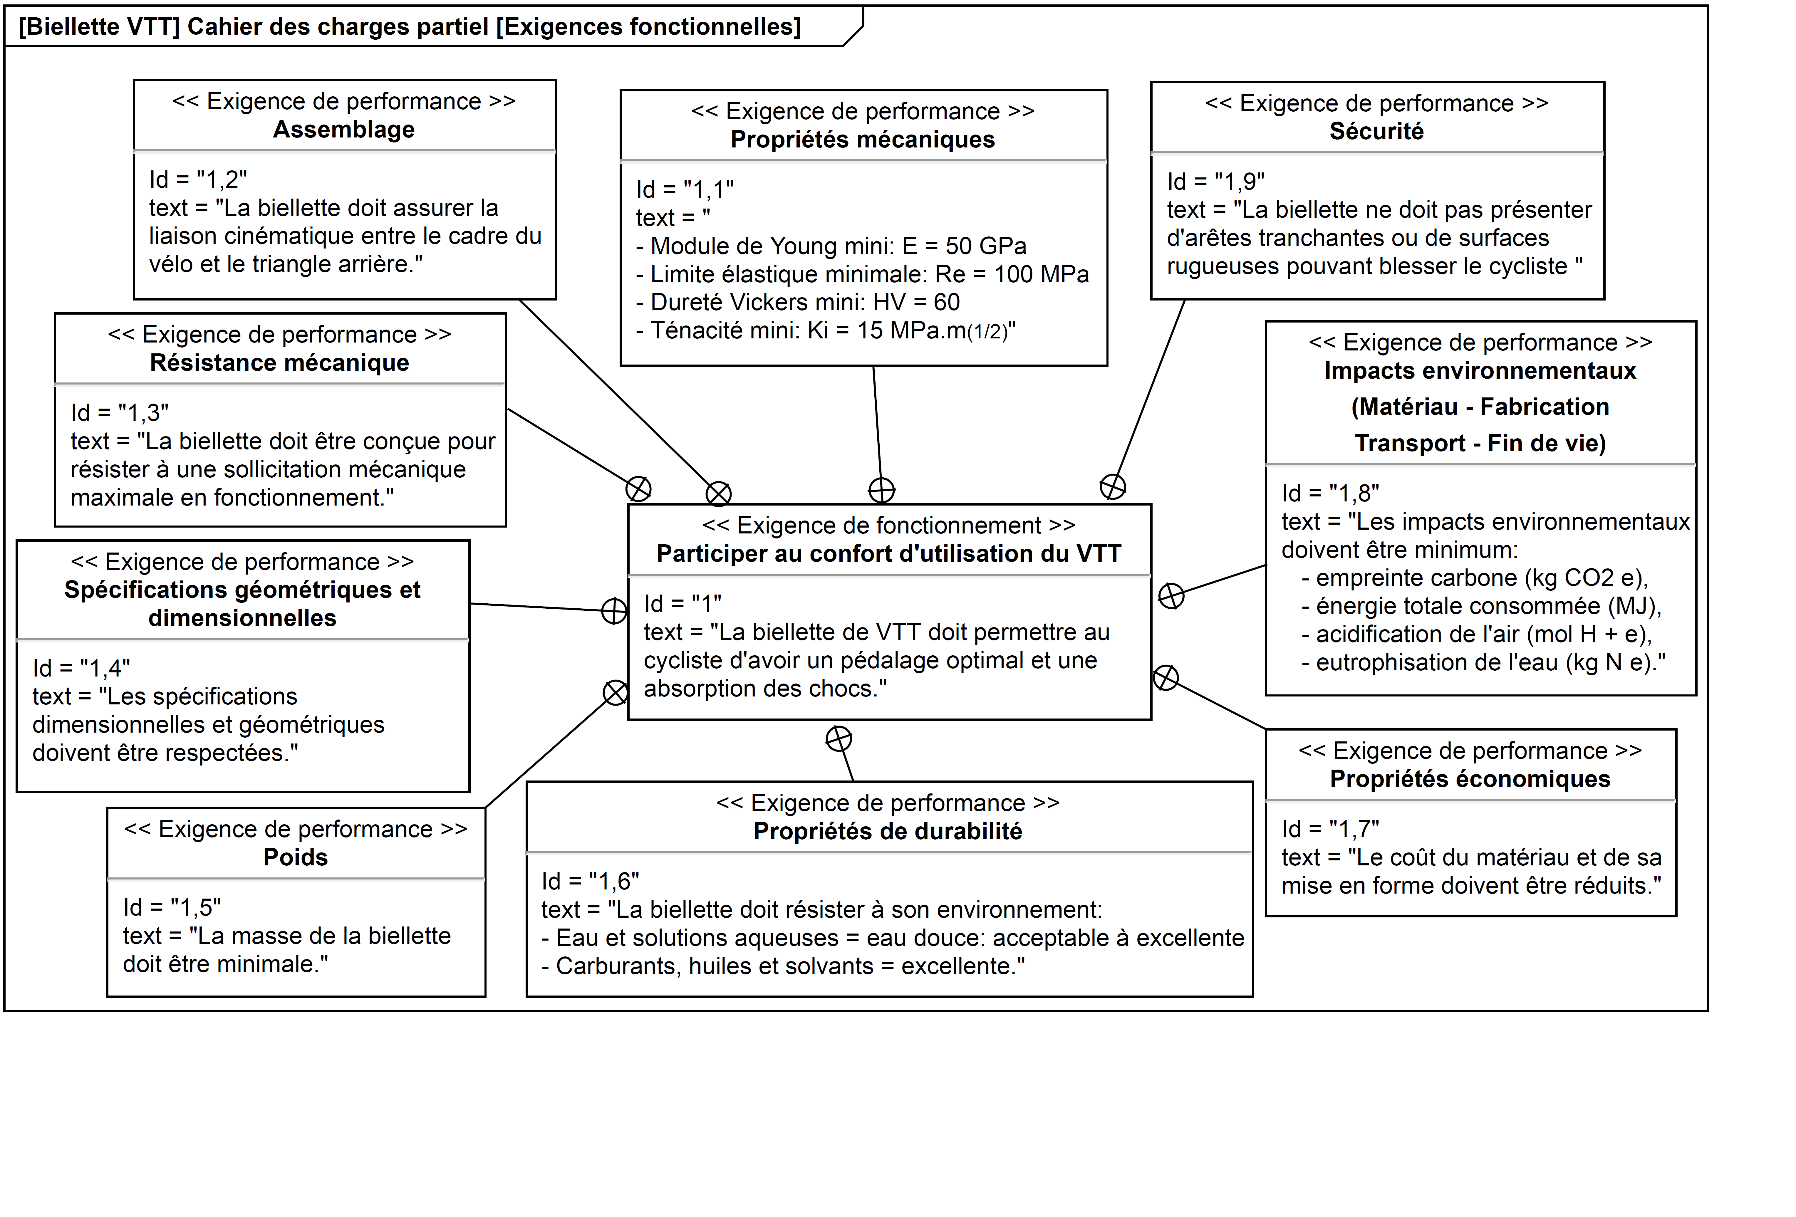 [Biellette VTT] Cahier des charges partiel [Exigences fonctionnelles]
<< Exigence de performance >>
Assemblage
Id = "1,2"
text = "La biellette doit assurer la
liaison cinématique entre le cadre du
vélo et le triangle arrière."
<< Exigence de performance >>
Propriétés mécaniques
Id = "1,1"
text = "
- Module de Young mini: E = 50 GPa
- Limite élastique minimale: Re = 100 MPa
- Dureté Vickers mini: HV = 60
- Ténacité mini: Ki = 15 MPa.m(1/2)"
<< Exigence de performance >>
Sécurité
Id = "1,9"
text = "La biellette ne doit pas présenter
d'arêtes tranchantes ou de surfaces
rugueuses pouvant blesser le cycliste "
<< Exigence de performance >>
Résistance mécanique
Id = "1,3"
text = "La biellette doit être conçue pour
résister à une sollicitation mécanique
maximale en fonctionnement."
<< Exigence de performance >>
Impacts environnementaux
(Matériau - Fabrication
Transport - Fin de vie)
Id = "1,8"
text = "Les impacts environnementaux
doivent être minimum:
- empreinte carbone (kg CO2 e),
- énergie totale consommée (MJ),
- acidification de l'air (mol H + e),
- eutrophisation de l'eau (kg N e)."
<< Exigence de fonctionnement >>
Participer au confort d'utilisation du VTT
Id = "1"
text = "La biellette de VTT doit permettre au
cycliste d'avoir un pédalage optimal et une
absorption des chocs."
<< Exigence de performance >>
Spécifications géométriques et
dimensionnelles
Id = "1,4"
text = "Les spécifications
dimensionnelles et géométriques
doivent être respectées."
<< Exigence de performance >>
Poids
Id = "1,5"
text = "La masse de la biellette
doit être minimale."
<< Exigence de performance >>
Propriétés de durabilité
Id = "1,6"
text = "La biellette doit résister à son environnement:
- Eau et solutions aqueuses = eau douce: acceptable à excellente
- Carburants, huiles et solvants = excellente."
<< Exigence de performance >>
Propriétés économiques
Id = "1,7"
text = "Le coût du matériau et de sa
mise en forme doivent être réduits."